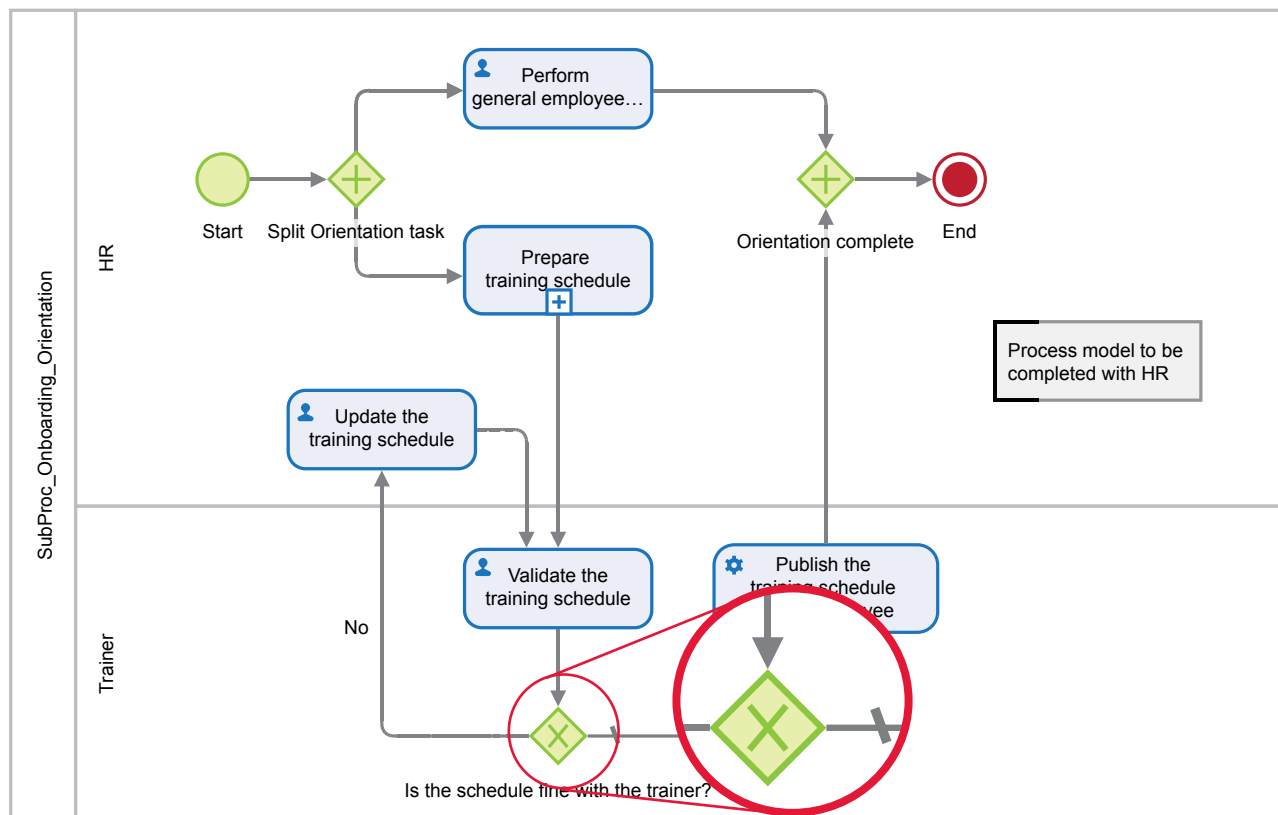 SubProc_Onboarding_Orientation
HR
Perform
general employee…
Start
Split Orientation task
Orientation complete
End
Prepare
training schedule
Process model to be
completed with HR
Update the
training schedule
Trainer
Validate the
training schedule
Publish the
training schedule
No
Is the schedule fine with the trainer?